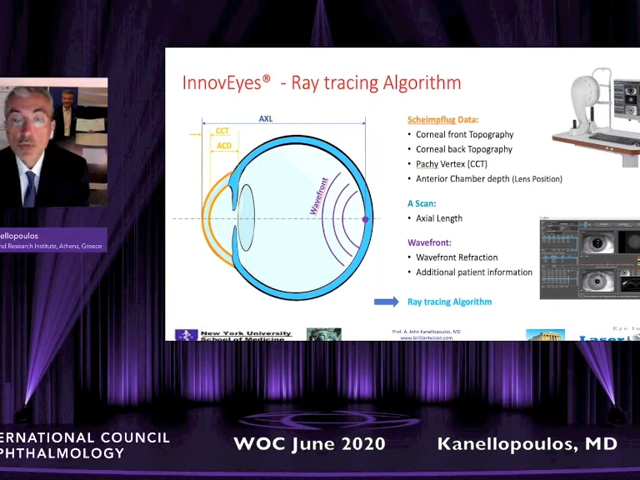 InnovEyes® - Ray tracing Algorithm
AXL
CCT
ACD
Wavefront
Scheimpflug Data:
• Corneal front Topography
• Corneal back Topography
• Pachy Vertex (CCT)
• Anterior Chamber depth (Lens Position)
A Scan:
• Axial Length
Wavefront:
• Wavefront Refraction
• Additional patient information
Ray tracing Algorithm
nellopoulos
nd Research Institute, Athens, Greece
New York University
School of Medicine
Prof. A. John Kanellopoulos, MD
www.brilliantvision.com
Laser
ERNATIONAL COUNCIL
PHTHALMOLOGY
WOC June 2020
Kanellopoulos, MD